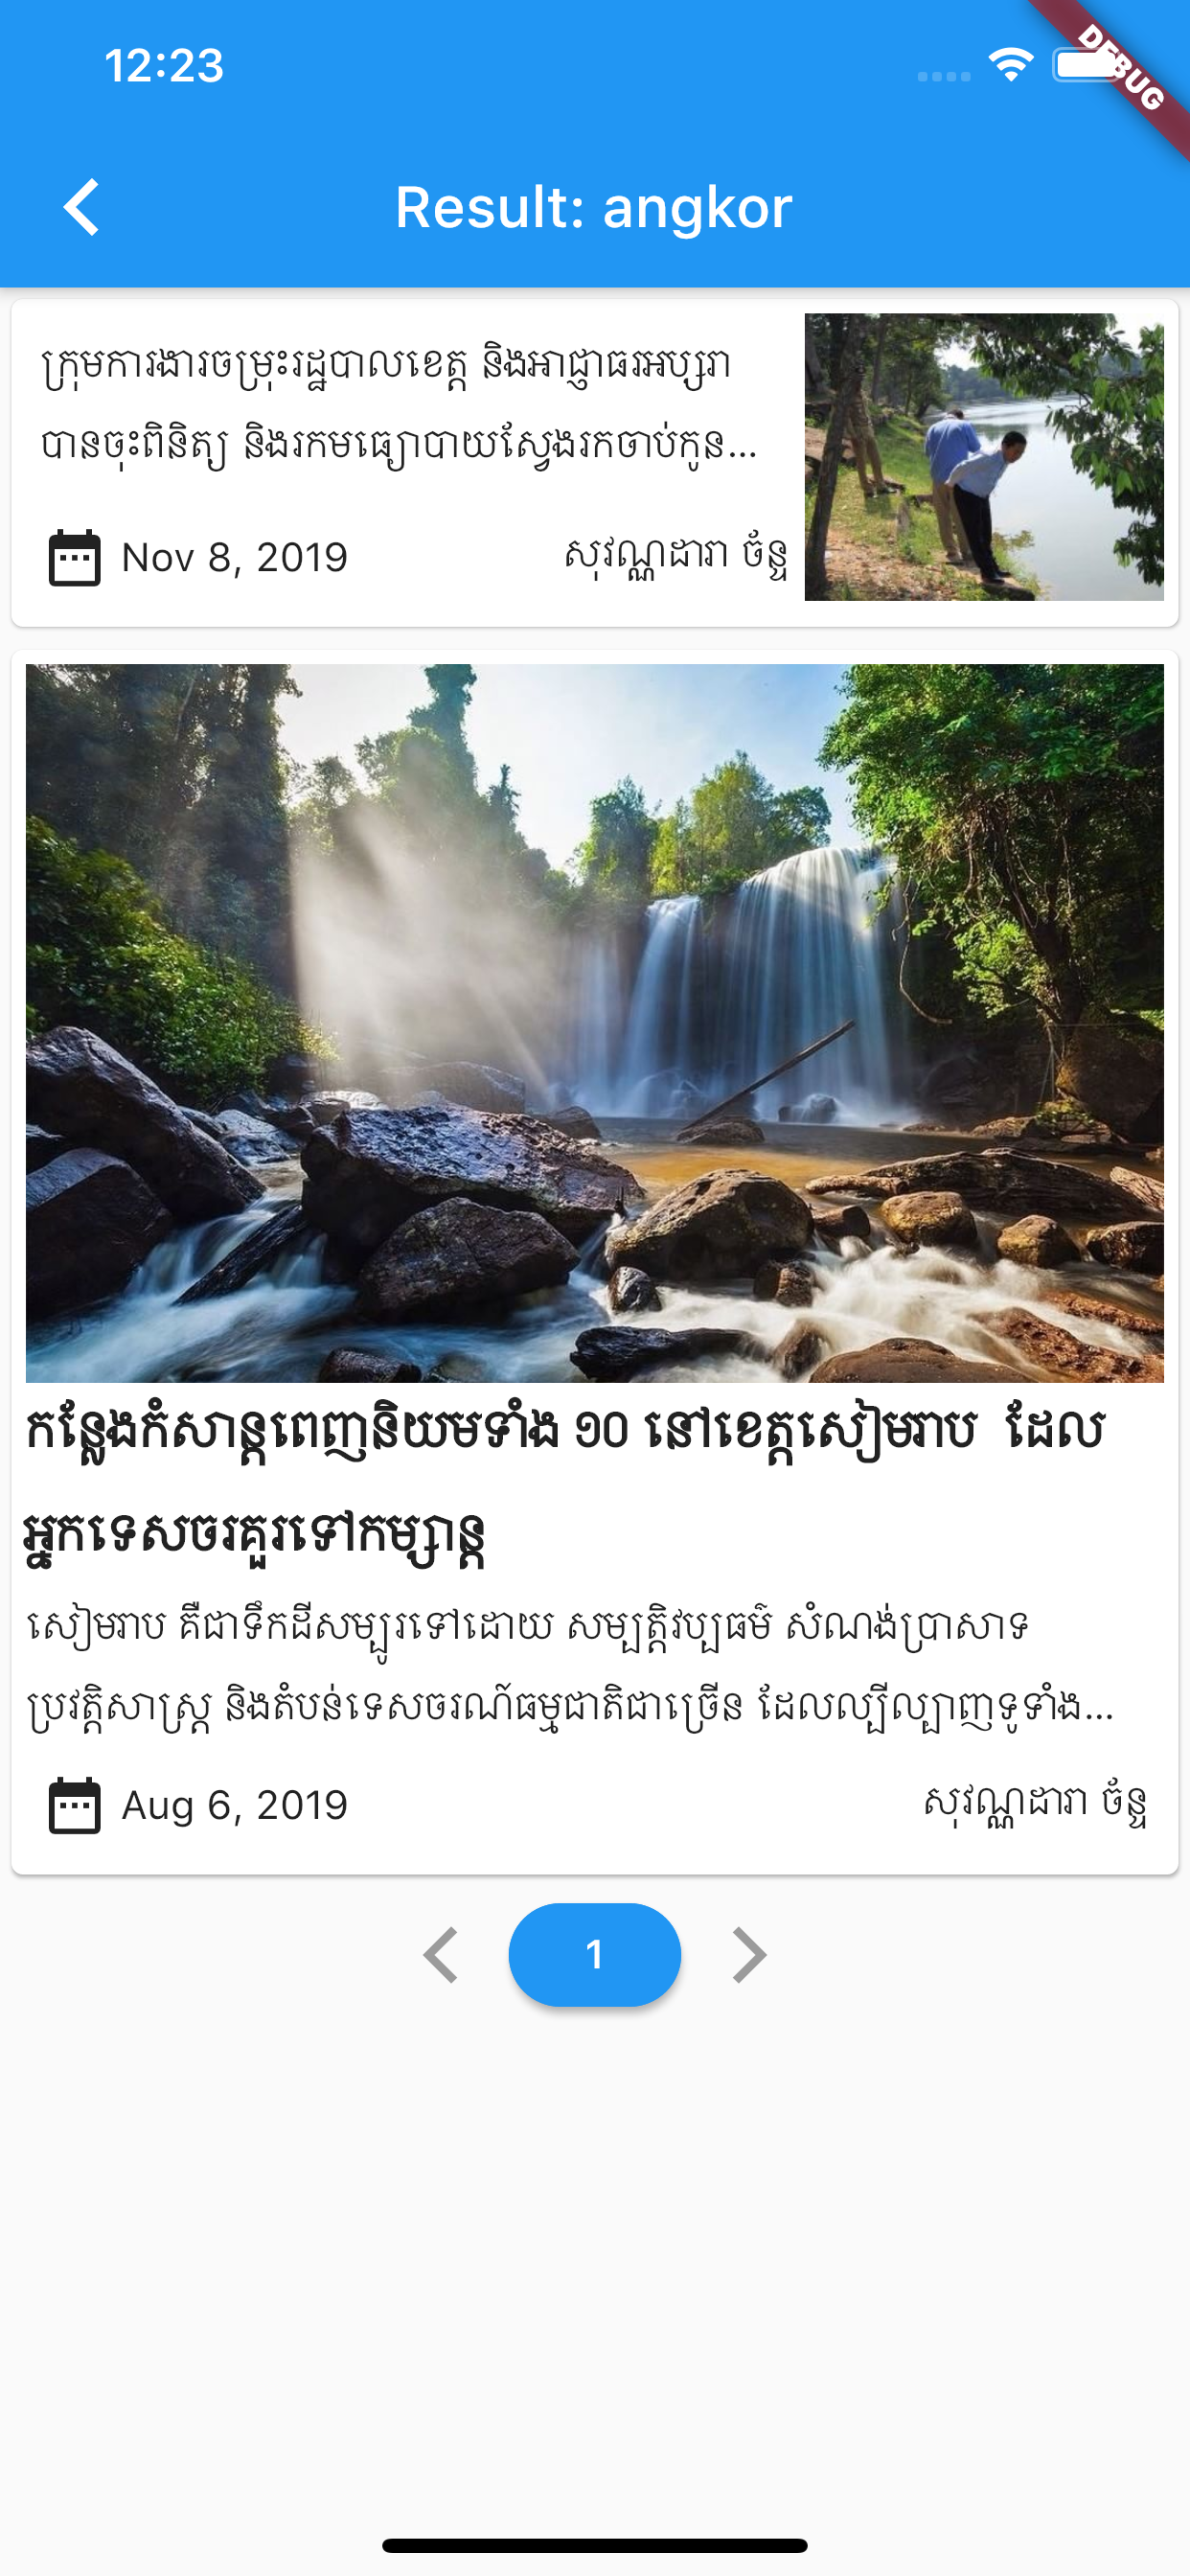 12:23
DEBUG
Result: angkor
ក្រុមការងារចម្រុះរដ្ឋបាលខេត្ត និងអាជ្ញាធរអប្សរា
បានចុះពិនិត្យ និងរកមធ្យោបាយស្វែងរកចាប់កូន...
Nov 8, 2019
សុវណ្ណដារា ច័ន្ទ
កន្លែងកំសាន្តពេញនិយមទាំង ១០ នៅខេត្តសៀមរាប  ដែល
អ្នកទេសចរគួរទៅកម្សាន្ត
សៀមរាប គឺជាទឹកដីសម្បូរទៅដោយ សម្បត្តិវប្បធម៌ សំណង់ប្រាសាទ
ប្រវត្តិសាស្ត្រ និងតំបន់ទេសចរណ៍ធម្មជាតិជាច្រើន ដែលល្បីល្បាញទូទាំង...
Aug 6, 2019
សុវណ្ណដារា ច័ន្ទ
1